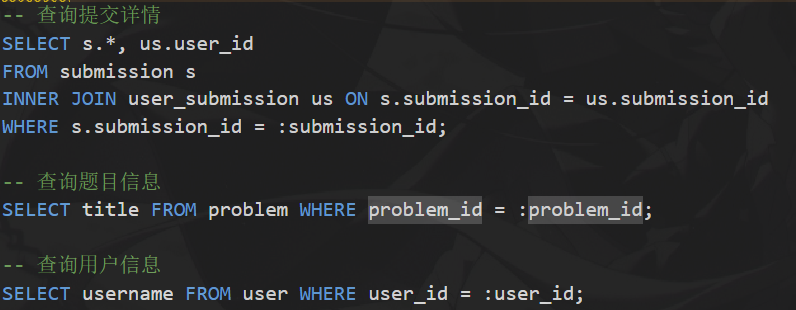 -- 查询提交详情
SELECT s.*, us.user_id
FROM submission s
INNER JOIN user_submission us ON s.submission_id = us.submission_id
WHERE s.submission_id = :submission_id;
-- 查询题目信息
SELECT title FROM problem WHERE problem_id = :problem_id;
-- 查询用户信息
SELECT username FROM user WHERE user_id = :user_id;